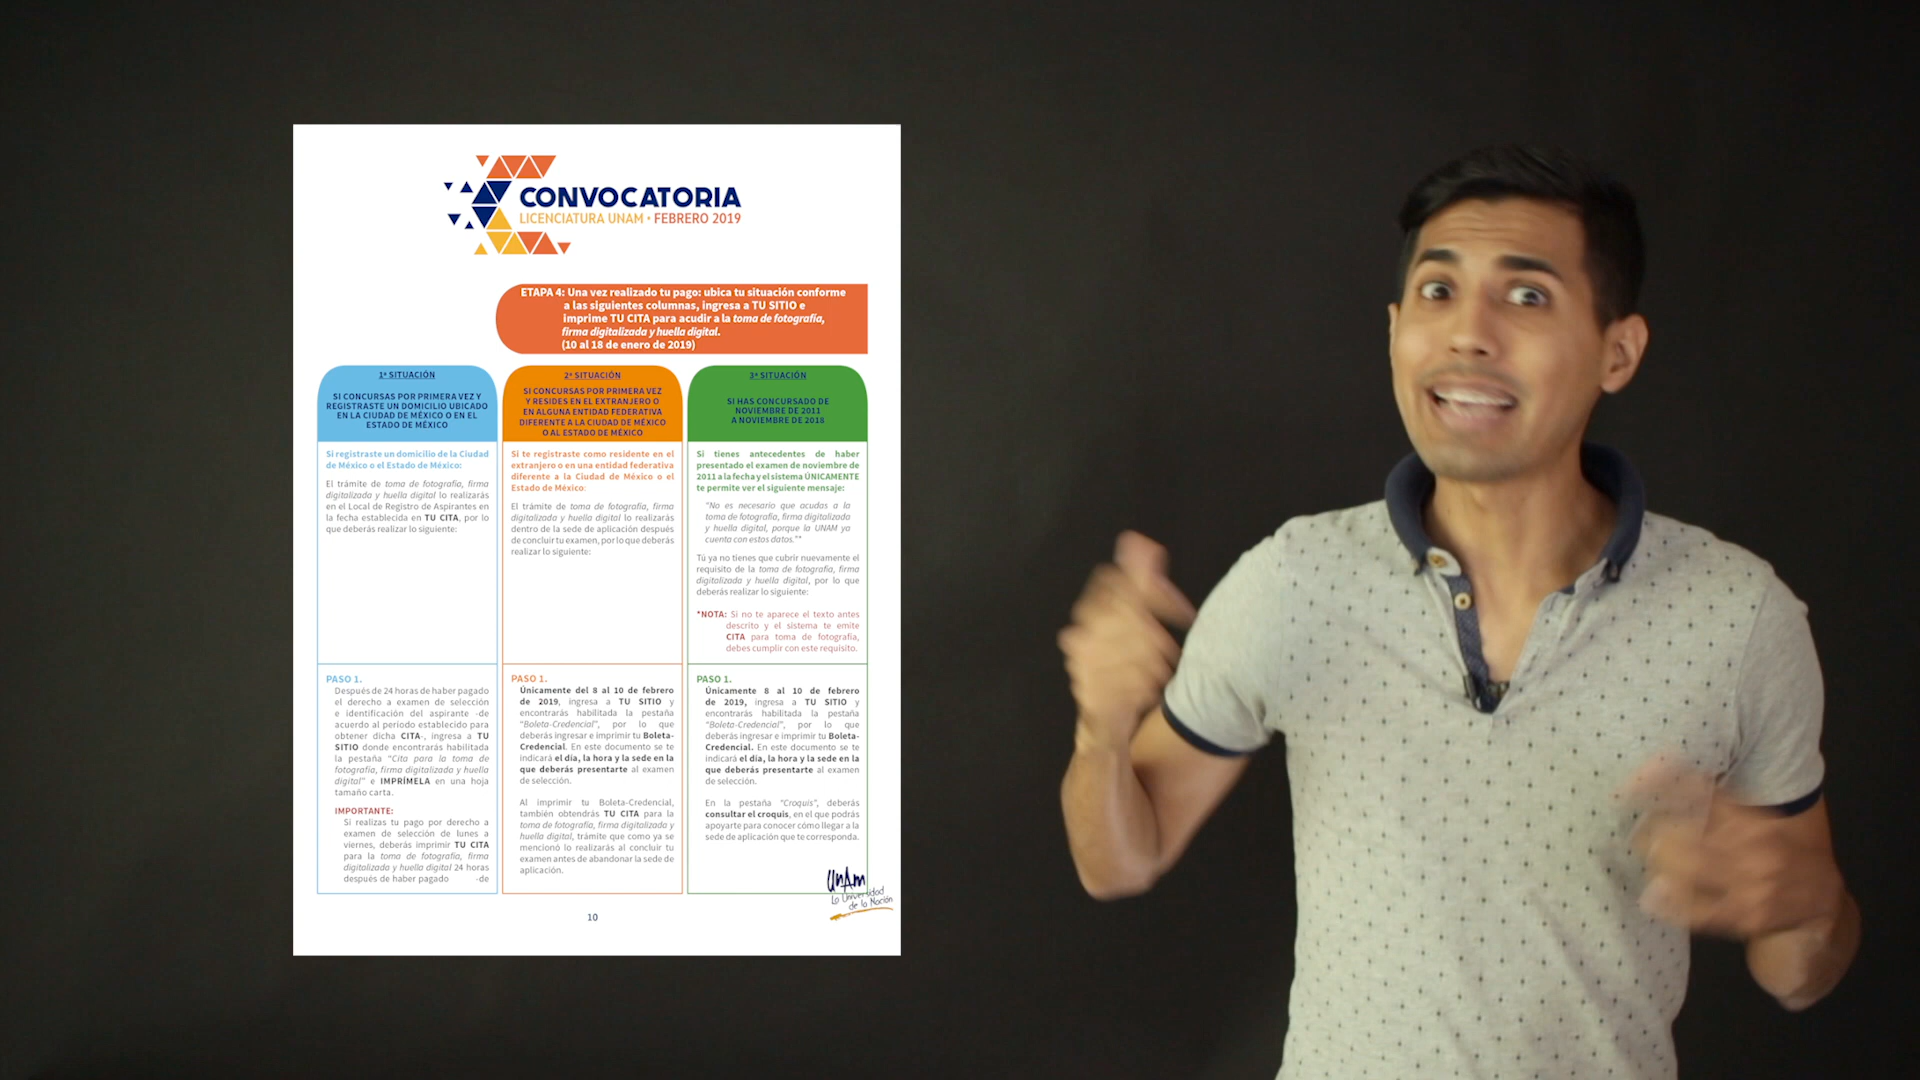 CONVOCATORIA
LICENCIATURA UNAM • FEBRERO 2019
ETAPA 4: Una vez realizado tu pago: ubica tu situación conforme
a las siguientes columnas, ingresa a TU SITIO e
imprime TU CITA para acudir a la toma de fotografía,
firma digitalizada y huella digital.
(10 al 18 de enero de 2019)
1ª SITUACIÓN
SI CONCURSAS POR PRIMERA VEZ Y
REGISTRASTE UN DOMICILIO UBICADO
EN LA CIUDAD DE MÉXICO O EN EL
ESTADO DE MÉXICO
Si registraste un domicilio de la Ciudad
de México o el Estado de México:
El trámite de toma de fotografía, firma
digitalizada y huella digital lo realizarás
en el Local de Registro de Aspirantes en
la fecha establecida en TU CITA, por lo
que deberás realizar lo siguiente:
PASO 1.
Después de 24 horas de haber pagado
el derecho a examen de selección
e identificación del aspirante -de
acuerdo al periodo establecido para
obtener dicha CITA-, ingresa a TU
SITIO donde encontrarás habilitada
la pestaña "Cita para la toma de
fotografía, firma digitalizada y huella
digital" e IMPRÍMELA en una hoja
tamaño carta.
IMPORTANTE:
Si realizas tu pago por derecho a
examen de selección de lunes a
viernes, deberás imprimir TU CITA
para la toma de fotografía, firma
digitalizada y huella digital 24 horas
después de haber pagado -de
2ª SITUACIÓN
SI CONCURSAS POR PRIMERA VEZ
Y RESIDES EN EL EXTRANJERO O
EN ALGUNA ENTIDAD FEDERATIVA
DIFERENTE A LA CIUDAD DE MÉXICO
O AL ESTADO DE MÉXICO
Si te registraste como residente en el
extranjero o en una entidad federativa
diferente a la Ciudad de México o el
Estado de México:
El trámite de toma de fotografía, firma
digitalizada y huella digital lo realizarás
dentro de la sede de aplicación después
de concluir tu examen, por lo que deberás
realizar lo siguiente:
PASO 1.
Únicamente del 8 al 10 de febrero
de 2019, ingresa a TU SITIO y
encontrarás habilitada la pestaña
"Boleta-Credencial", por lo que
deberás ingresar e imprimir tu Boleta-
Credencial. En este documento se te
indicará el día, la hora y la sede en la
que deberás presentarte al examen
de selección.
Al imprimir tu Boleta-Credencial,
también obtendrás TU CITA para la
toma de fotografía, firma digitalizada y
huella digital, trámite que como ya se
mencionó lo realizarás al concluir tu
examen antes de abandonar la sede de
aplicación.
3ª SITUACIÓN
SI HAS CONCURSADO DE
NOVIEMBRE DE 2011
A NOVIEMBRE DE 2018
Si tienes antecedentes de haber
presentado el examen de noviembre de
2011 a la fecha y el sistema ÚNICAMENTE
te permite ver el siguiente mensaje:
"No es necesario que acudas a la
toma de fotografía, firma digitalizada
y huella digital, porque la UNAM ya
cuenta con estos datos."*
Tú ya no tienes que cubrir nuevamente el
requisito de la toma de fotografía, firma
digitalizada y huella digital, por lo que
deberás realizar lo siguiente:
*NOTA: Si no te aparece el texto antes
descrito y el sistema te emite
CITA para toma de fotografía,
debes cumplir con este requisito.
PASO 1.
Únicamente 8 al 10 de febrero
de 2019, ingresa a TU SITIO y
encontrarás habilitada la pestaña
"Boleta-Credencial", por lo que
deberás ingresar e imprimir tu Boleta-
Credencial. En este documento se te
indicará el día, la hora y la sede en la
que deberás presentarte al examen
de selección.
En la pestaña "Croquis", deberás
consultar el croquis, en el que podrás
apoyarte para conocer cómo llegar a la
sede de aplicación que te corresponda.
UNAM
La Universidad
de la Nación
10